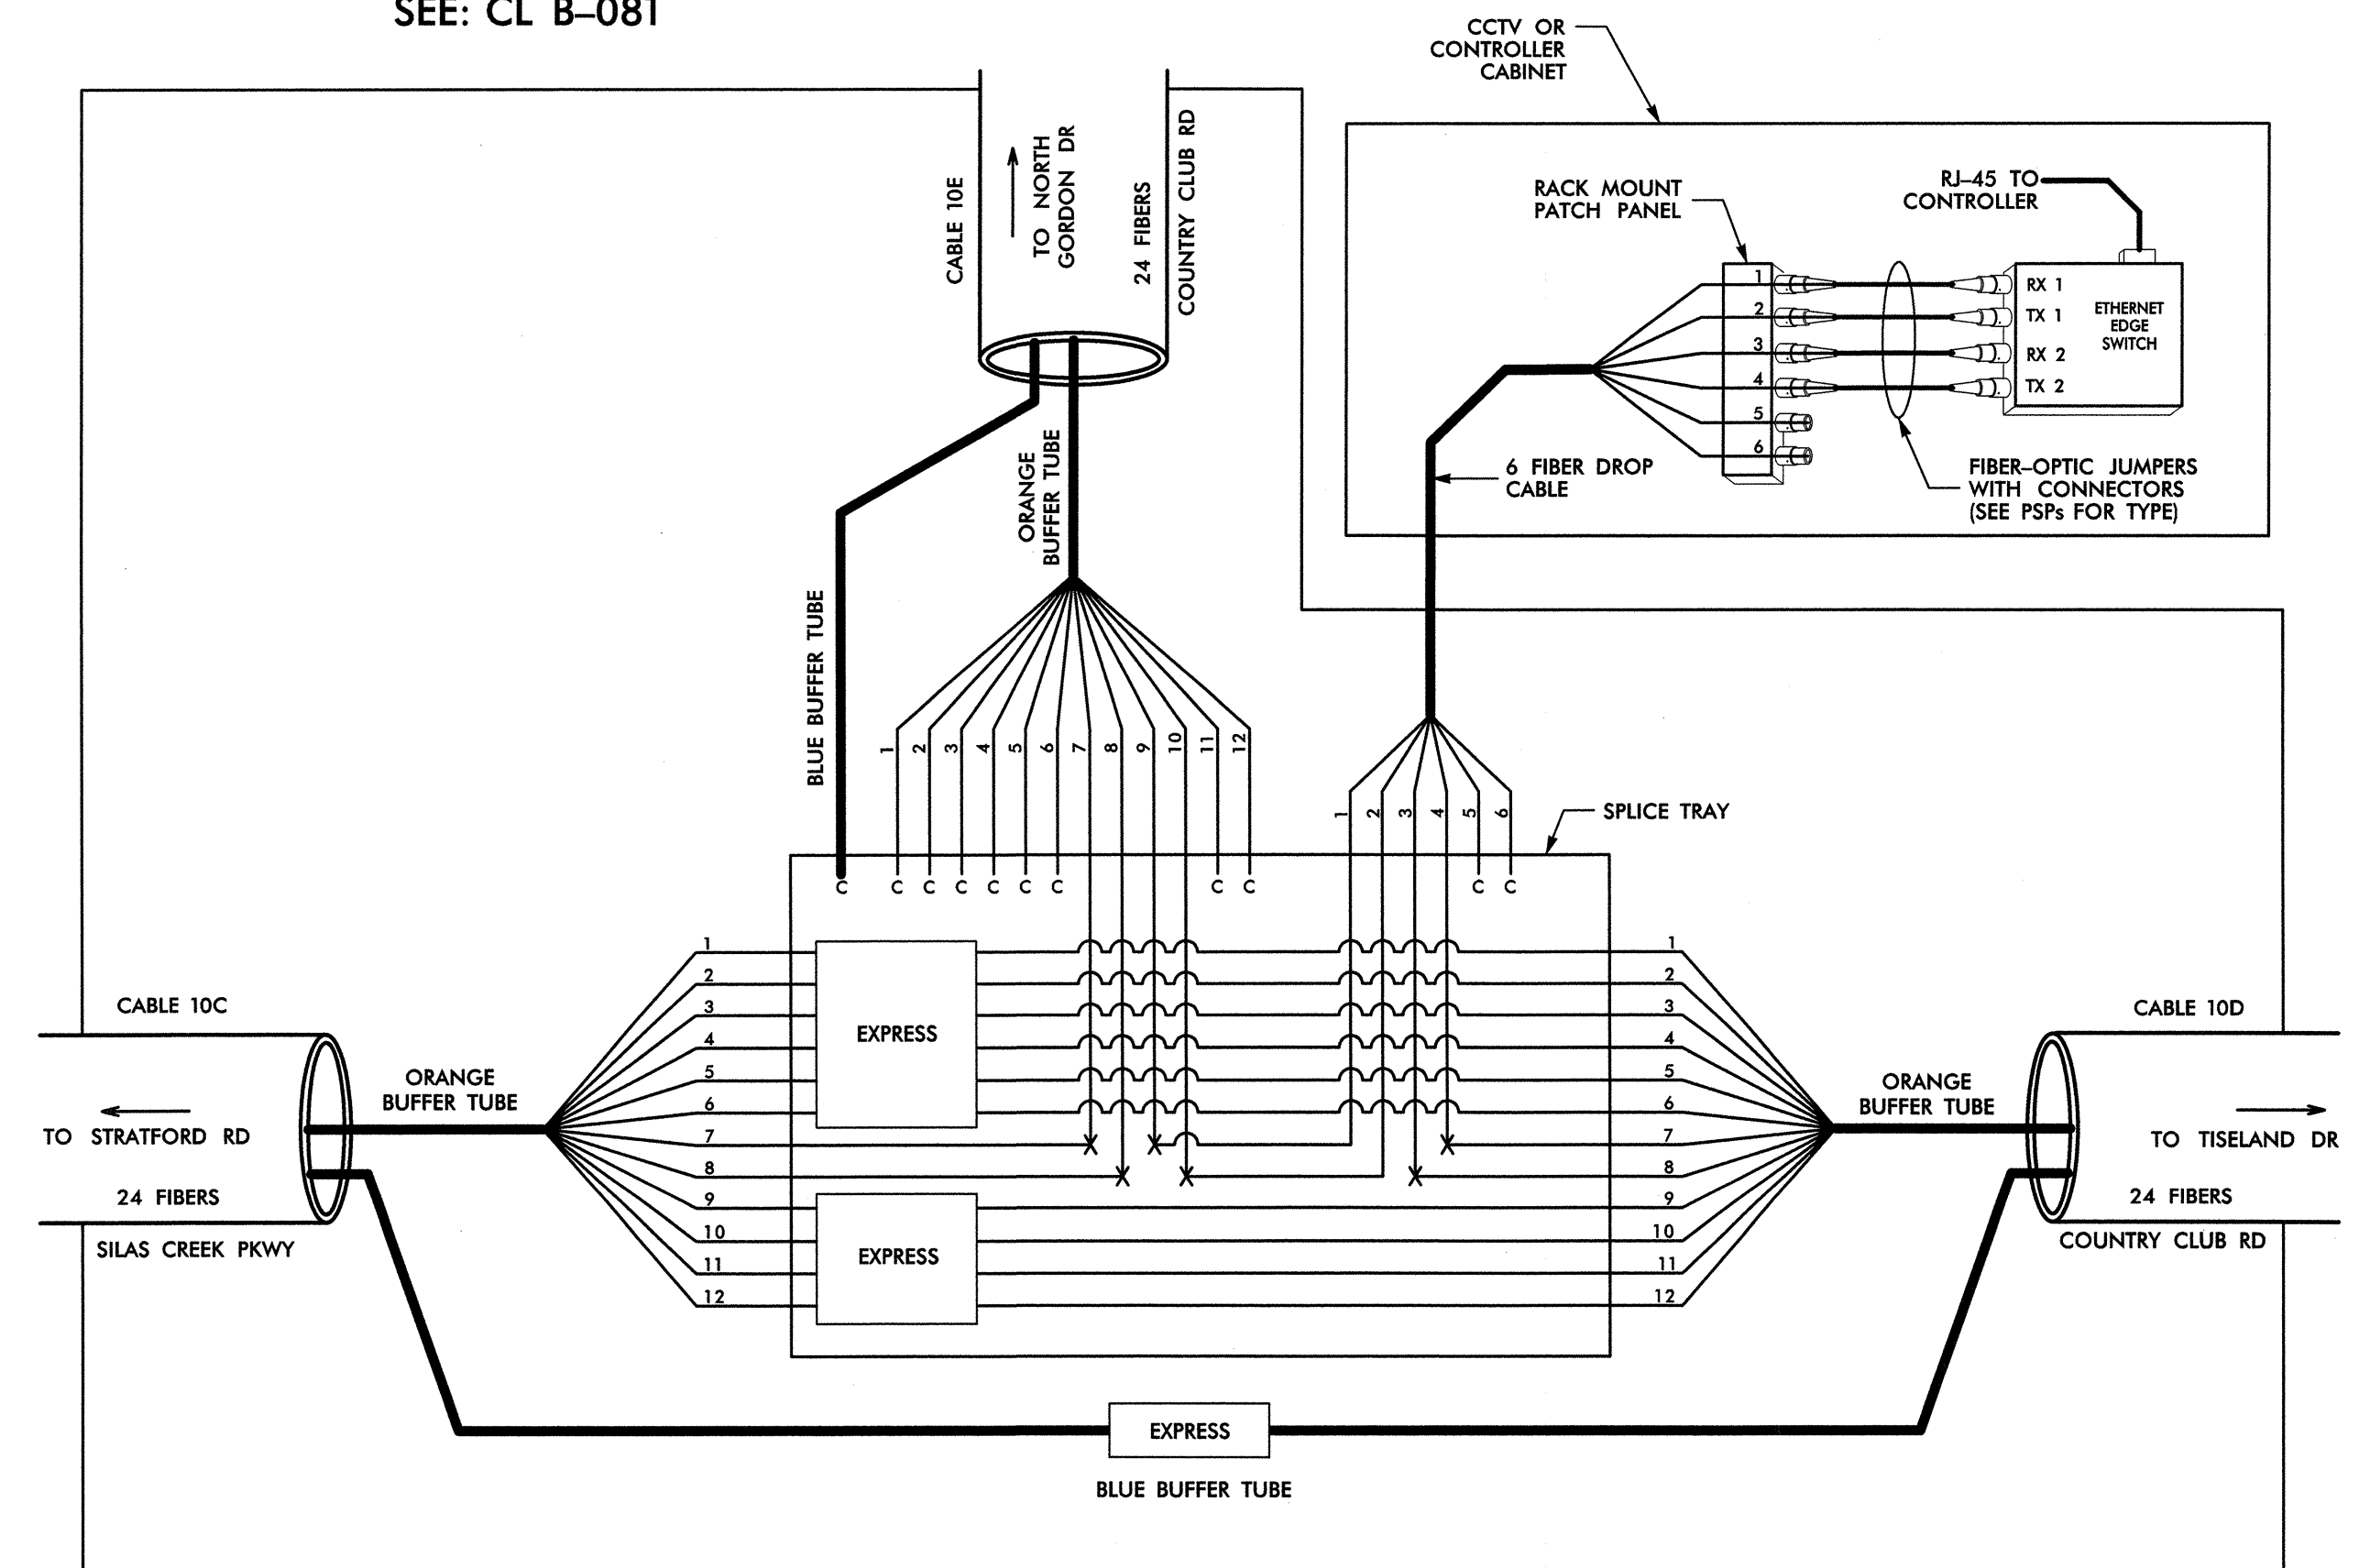 SEE: CL B–081
CCTV OR
CONTROLLER
CABINET
CABLE 10E
TO NORTH
GORDON DR
24 FIBERS
COUNTRY CLUB RD
RACK MOUNT
PATCH PANEL
RJ–45 TO
CONTROLLER
1
2
3
4
5
6
RX 1
TX 1
RX 2
TX 2
ETHERNET
EDGE
SWITCH
6 FIBER DROP
CABLE
FIBER–OPTIC JUMPERS
WITH CONNECTORS
(SEE PSPs FOR TYPE)
ORANGE
BUFFER TUBE
BLUE BUFFER TUBE
1 2 3 4 5 6 7 8 9 10 11 12
1 2 3 4 5 6
SPLICE TRAY
C C C C C C C C C C C
CABLE 10C
TO STRATFORD RD
24 FIBERS
SILAS CREEK PKWY
ORANGE
BUFFER TUBE
1
2
3
4
5
6
7
8
9
10
11
12
EXPRESS
EXPRESS
1
2
3
4
5
6
7
8
9
10
11
12
ORANGE
BUFFER TUBE
CABLE 10D
TO TISELAND DR
24 FIBERS
COUNTRY CLUB RD
EXPRESS
BLUE BUFFER TUBE